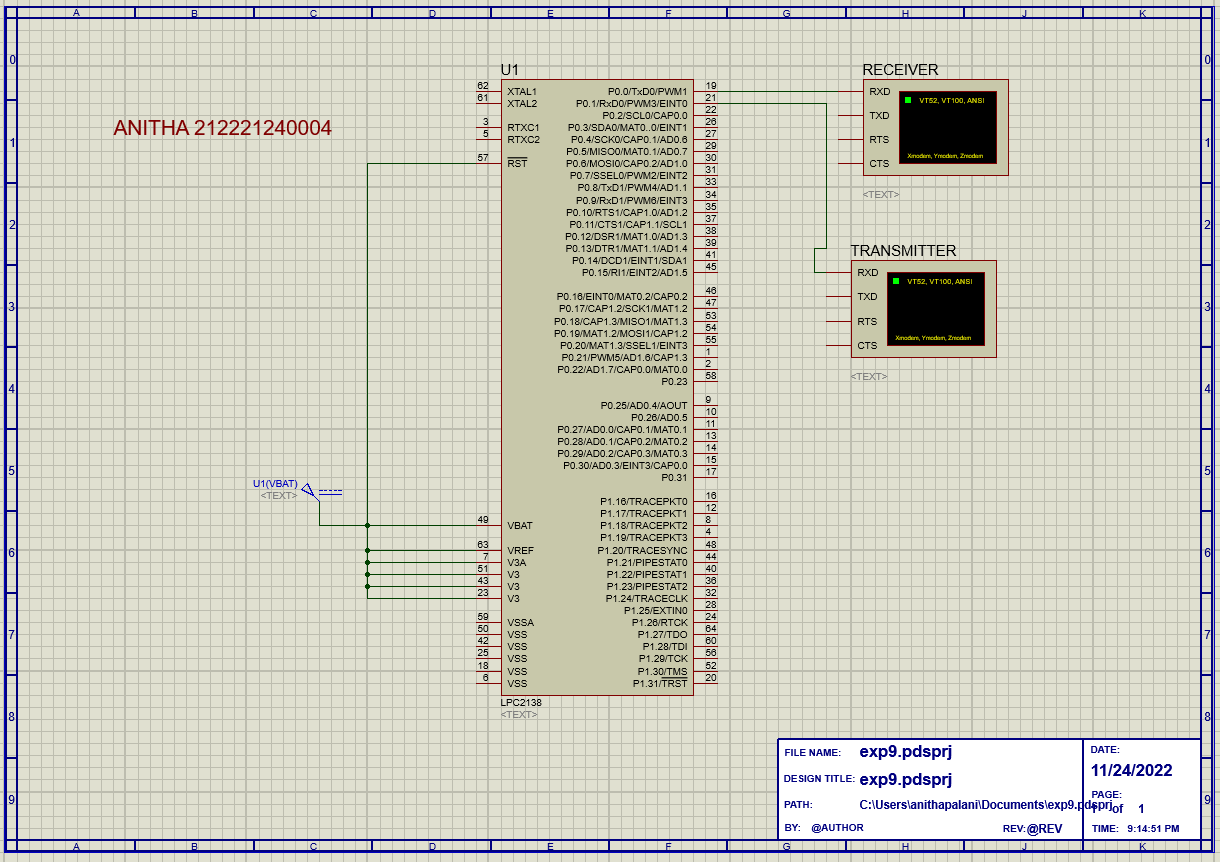 A B C D E F G H J K
0 0
1 1
2 2
3 3
4 4
5 5
6 6
7 7
8 8
9 9
ANITHA 212221240004
U1
62 XTAL1
61 XTAL2
3 RTXC1
5 RTXC2
57 RST
49 VBAT
63 VREF
7 V3A
51 V3
43 V3
23 V3
59 VSSA
50 VSS
42 VSS
25 VSS
18 VSS
6 VSS
P0.0/TxD0/PWM1 19
P0.1/RxD0/PWM3/EINT0 21
P0.2/SCL0/CAP0.0 22
P0.3/SDA0/MAT0..0/EINT1 26
P0.4/SCK0/CAP0.1/AD0.6 27
P0.5/MISO0/MAT0.1/AD0.7 29
P0.6/MOSI0/CAP0.2/AD1.0 30
P0.7/SSEL0/PWM2/EINT2 31
P0.8/TxD1/PWM4/AD1.1 33
P0.9/RxD1/PWM6/EINT3 34
P0.10/RTS1/CAP1.0/AD1.2 35
P0.11/CTS1/CAP1.1/SCL1 37
P0.12/DSR1/MAT1.0/AD1.3 38
P0.13/DTR1/MAT1.1/AD1.4 39
P0.14/DCD1/EINT1/SDA1 41
P0.15/RI1/EINT2/AD1.5 45
P0.16/EINT0/MAT0.2/CAP0.2 46
P0.17/CAP1.2/SCK1/MAT1.2 47
P0.18/CAP1.3/MISO1/MAT1.3 53
P0.19/MAT1.2/MOSI1/CAP1.2 54
P0.20/MAT1.3/SSEL1/EINT3 55
P0.21/PWM5/AD1.6/CAP1.3 1
P0.22/AD1.7/CAP0.0/MAT0.0 2
P0.23 58
P0.25/AD0.4/AOUT 9
P0.26/AD0.5 10
P0.27/AD0.0/CAP0.1/MAT0.1 11
P0.28/AD0.1/CAP0.2/MAT0.2 13
P0.29/AD0.2/CAP0.3/MAT0.3 14
P0.30/AD0.3/EINT3/CAP0.0 15
P0.31 17
P1.16/TRACEPKT0 16
P1.17/TRACEPKT1 12
P1.18/TRACEPKT2 8
P1.19/TRACEPKT3 4
P1.20/TRACESYNC 48
P1.21/PIPESTAT0 44
P1.22/PIPESTAT1 40
P1.23/PIPESTAT2 36
P1.24/TRACECLK 32
P1.25/EXTIN0 28
P1.26/RTCK 24
P1.27/TDO 64
P1.28/TDI 60
P1.29/TCK 56
P1.30/TMS 52
P1.31/TRST 20
LPC2138
<TEXT>
U1(VBAT)
<TEXT>
RECEIVER
RXD
TXD
RTS
CTS
VT52, VT100, ANSI
Xmodem, Ymodem, Zmodem
<TEXT>
TRANSMITTER
RXD
TXD
RTS
CTS
VT52, VT100, ANSI
Xmodem, Ymodem, Zmodem
<TEXT>
FILE NAME: exp9.pdsprj
DESIGN TITLE: exp9.pdsprj
PATH: C:\Users\anithapalani\Documents\exp9.pdsprj
BY: @AUTHOR REV:@REV
DATE:
11/24/2022
PAGE:
1 of 1
TIME: 9:14:51 PM
A B C D E F G H J K